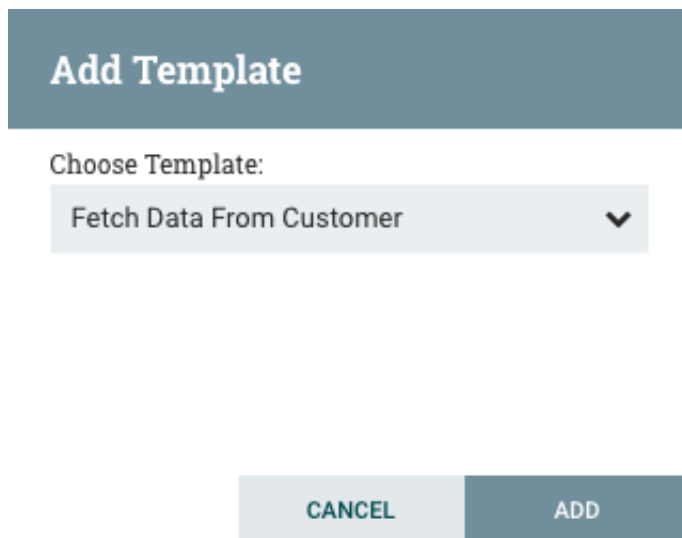 Add Template
Choose Template:
Fetch Data From Customer
CANCEL ADD